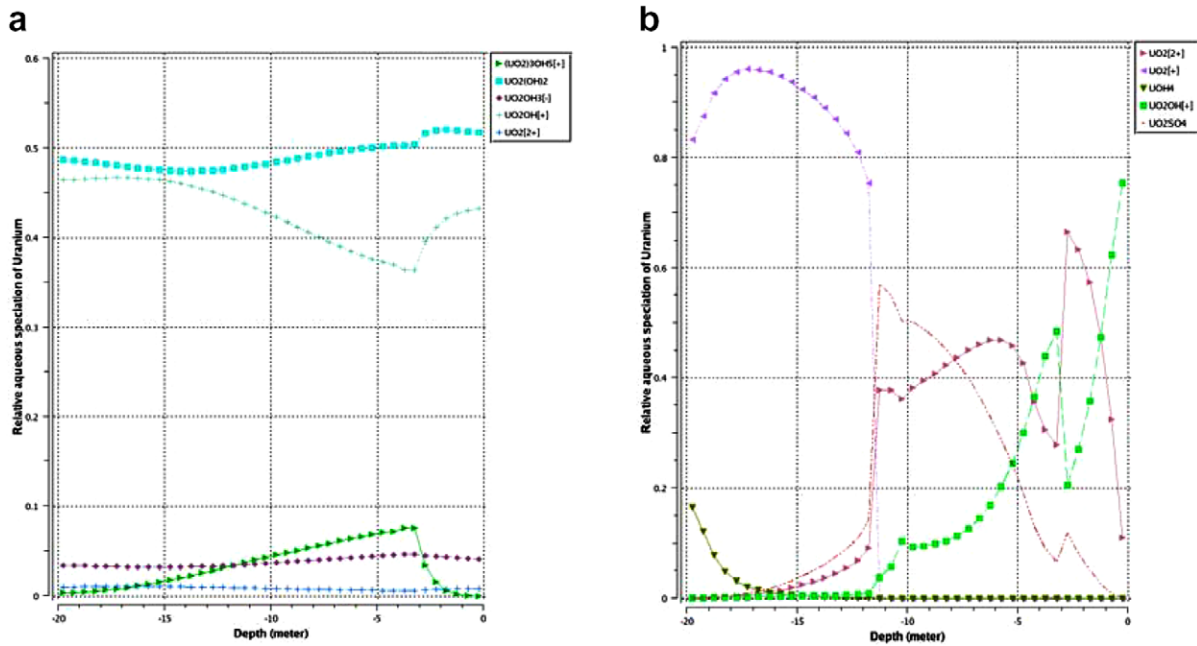 a
0.6
0.5
0.4
0.3
0.2
0.1
0
-20
-15
-10
-5
0
Relative aqueous speciation of Uranium
Depth (meter)
(UO2)3OH5[+]
UO2(OH)2
UO2OH3[-]
UO2OH[+]
UO2[2+]
b
1
0.8
0.6
0.4
0.2
0
-20
-15
-10
-5
0
Relative aqueous speciation of Uranium
Depth (meter)
UO2[2+]
UO2[+]
UOH4
UO2OH[+]
UO2SO4